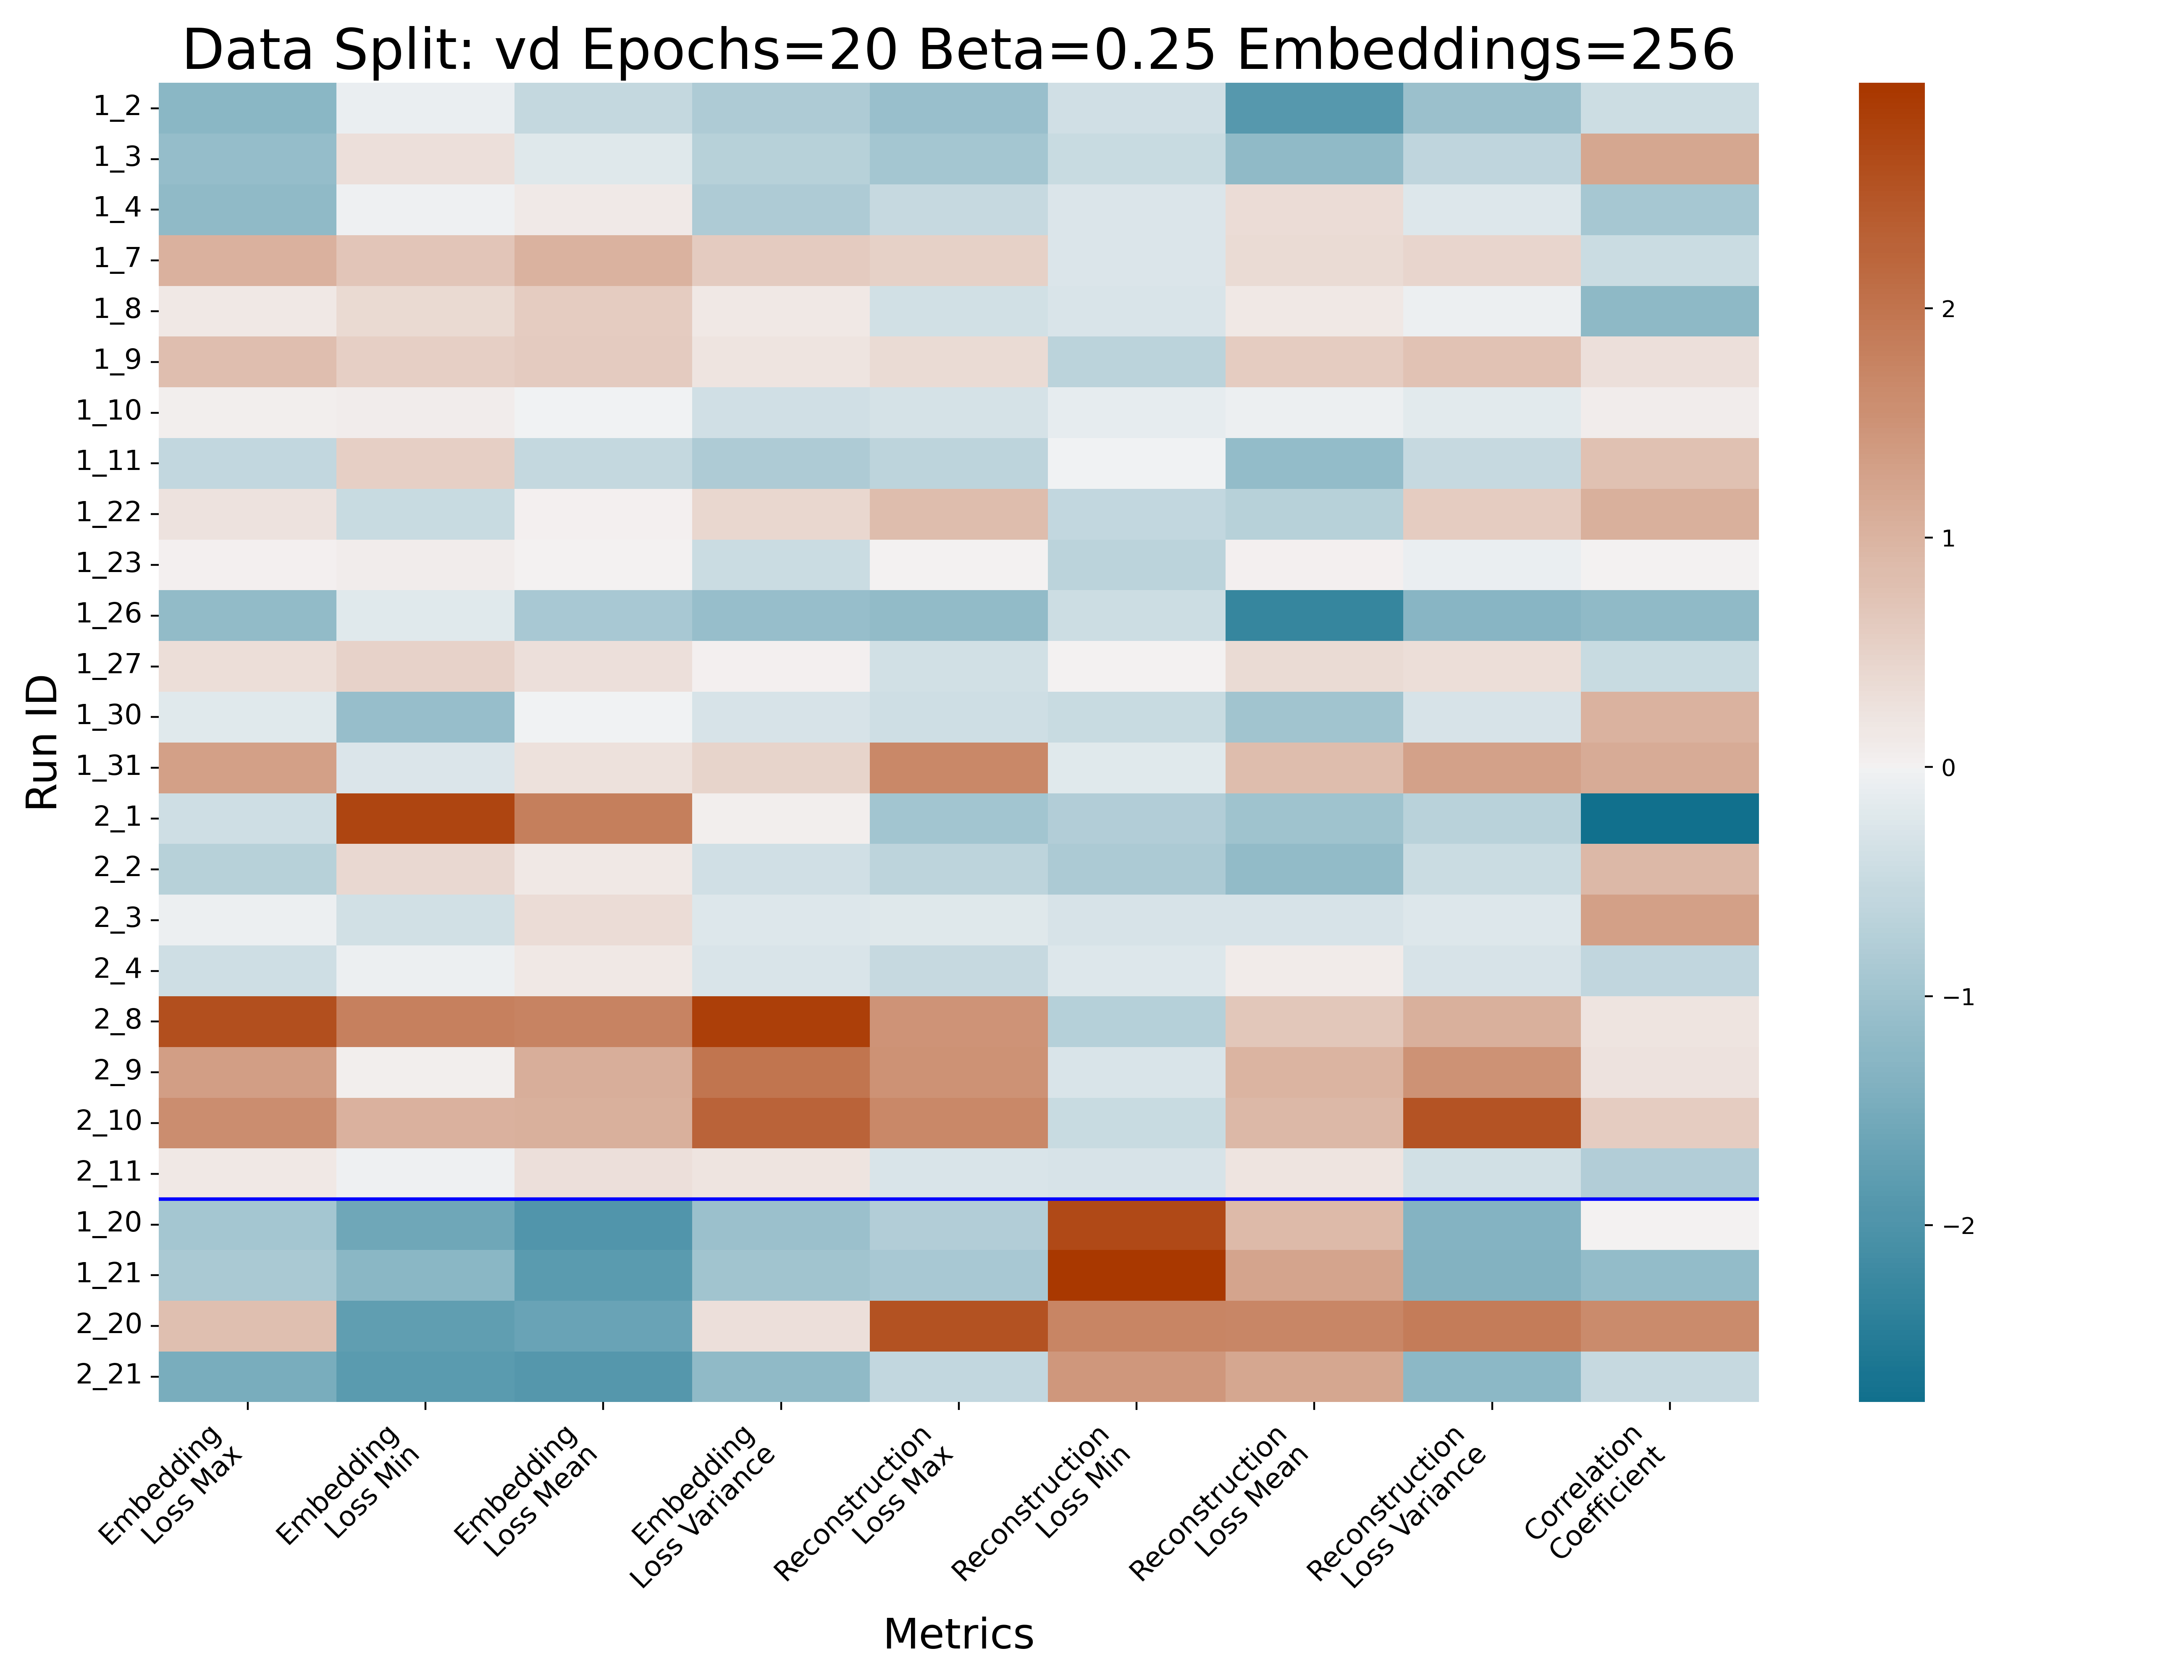 Data Split: vd Epochs=20 Beta=0.25 Embeddings=256
Run ID
1_2
1_3
1_4
1_7
1_8
1_9
1_10
1_11
1_22
1_23
1_26
1_27
1_30
1_31
2_1
2_2
2_3
2_4
2_8
2_9
2_10
2_11
1_20
1_21
2_20
2_21
2
1
0
−1
−2
Embedding
Loss Max
Embedding
Loss Min
Embedding
Loss Mean
Embedding
Loss Variance
Reconstruction
Loss Max
Reconstruction
Loss Min
Reconstruction
Loss Mean
Reconstruction
Loss Variance
Correlation
Coefficient
Metrics